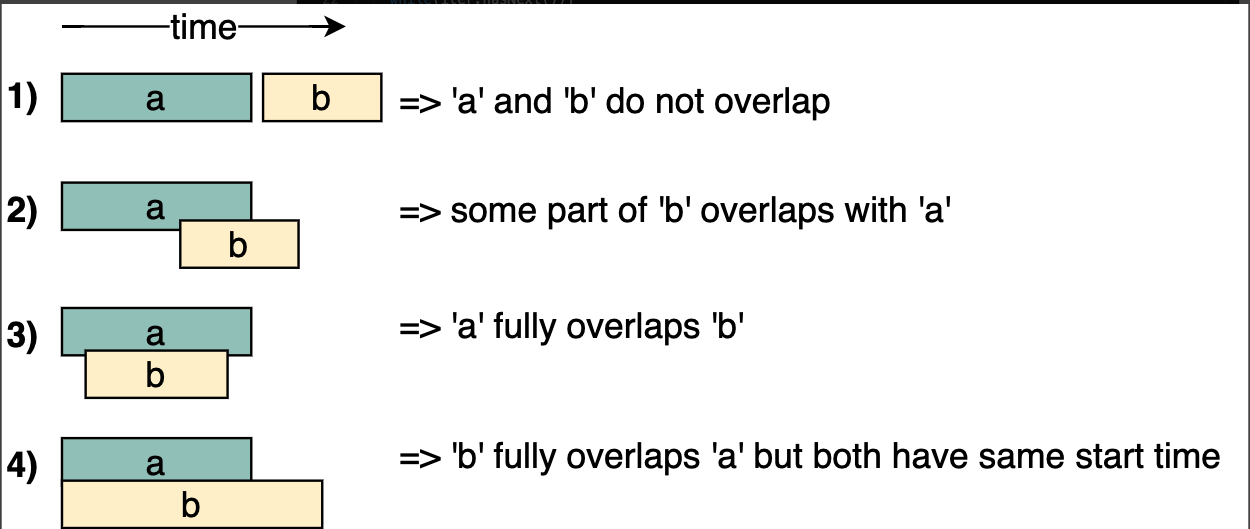 time
1) a b => 'a' and 'b' do not overlap
2) a => some part of 'b' overlaps with 'a'
b
3) a => 'a' fully overlaps 'b'
b
4) a => 'b' fully overlaps 'a' but both have same start time
b